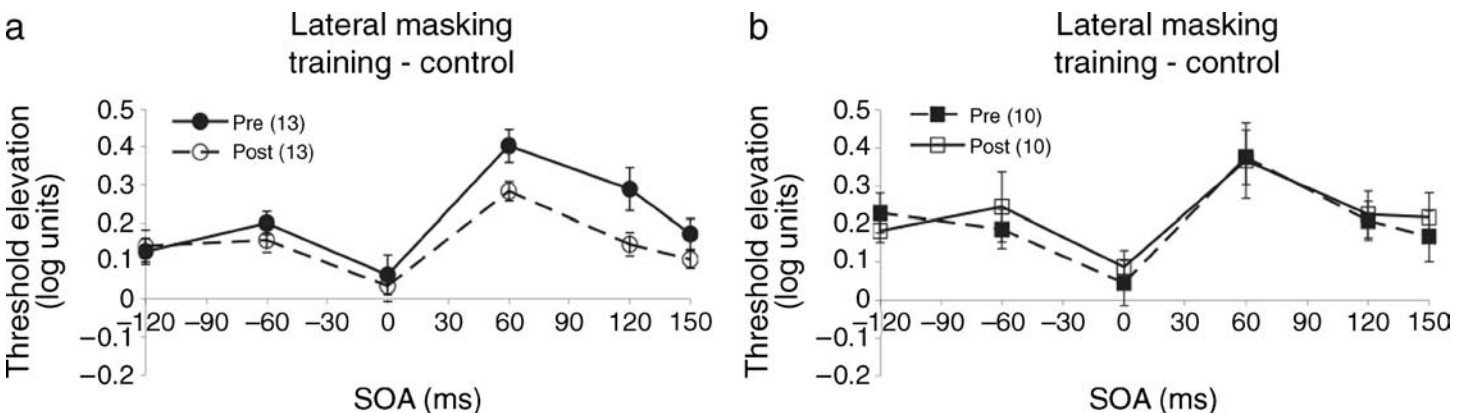 a
Lateral masking
training - control
Threshold elevation
(log units)
0.5
0.4
0.3
0.2
0.1
0
–0.1
–0.2
Pre (13)
Post (13)
–120 –90 –60 –30 0 30 60 90 120 150
SOA (ms)
b
Lateral masking
training - control
Threshold elevation
(log units)
0.5
0.4
0.3
0.2
0.1
0
–0.1
–0.2
Pre (10)
Post (10)
–120 –90 –60 –30 0 30 60 90 120 150
SOA (ms)